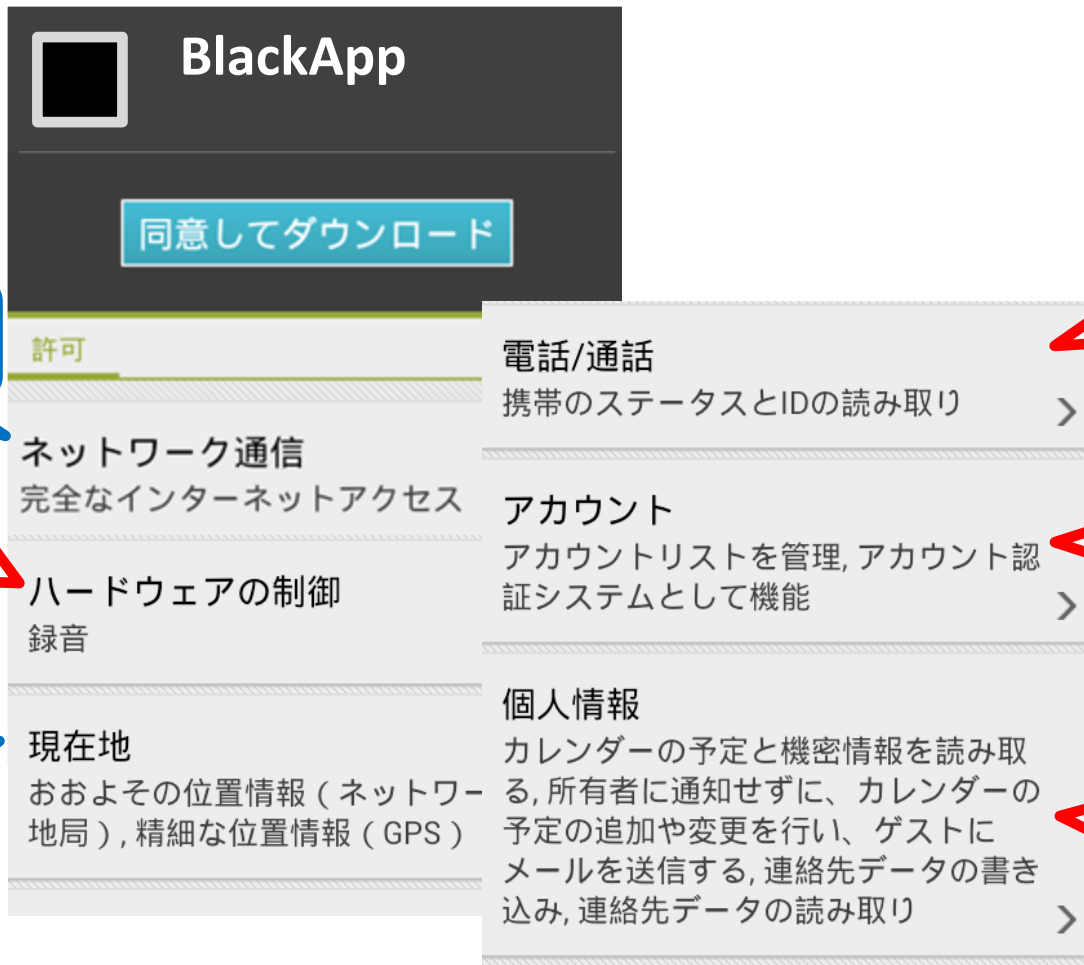 BlackApp
同意してダウンロード
許可
ネットワーク通信
完全なインターネットアクセス
ハードウェアの制御
録音
現在地
おおよその位置情報（ネットワー
地局）, 精細な位置情報（GPS）
電話/通話
携帯のステータスとIDの読み取り
アカウント
アカウントリストを管理, アカウント認
証システムとして機能
個人情報
カレンダーの予定と機密情報を読み取
る, 所有者に通知せずに、カレンダーの
予定の追加や変更を行い、ゲストに
メールを送信する, 連絡先データの書き
込み, 連絡先データの読み取り